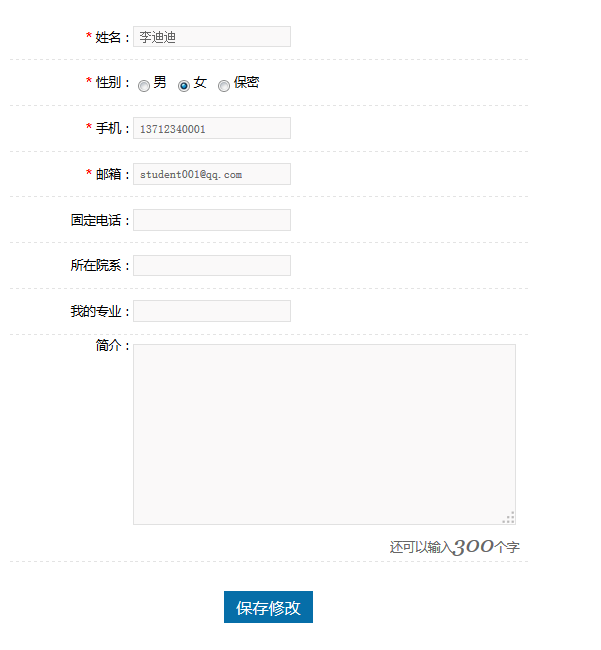 * 姓名：李迪迪
* 性别：男 女 保密
* 手机：13712340001
* 邮箱：student001@qq.com
固定电话：
所在院系：
我的专业：
简介：
还可以输入300个字
保存修改